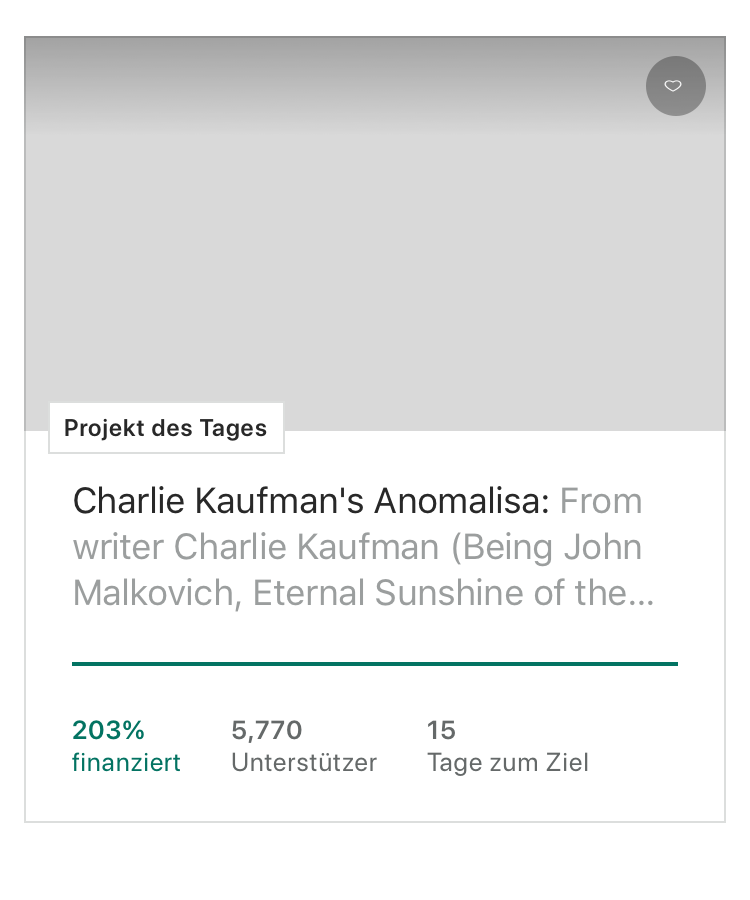 Projekt des Tages
Charlie Kaufman's Anomalisa: From
writer Charlie Kaufman (Being John
Malkovich, Eternal Sunshine of the...
203%
finanziert
5,770
Unterstützer
15
Tage zum Ziel